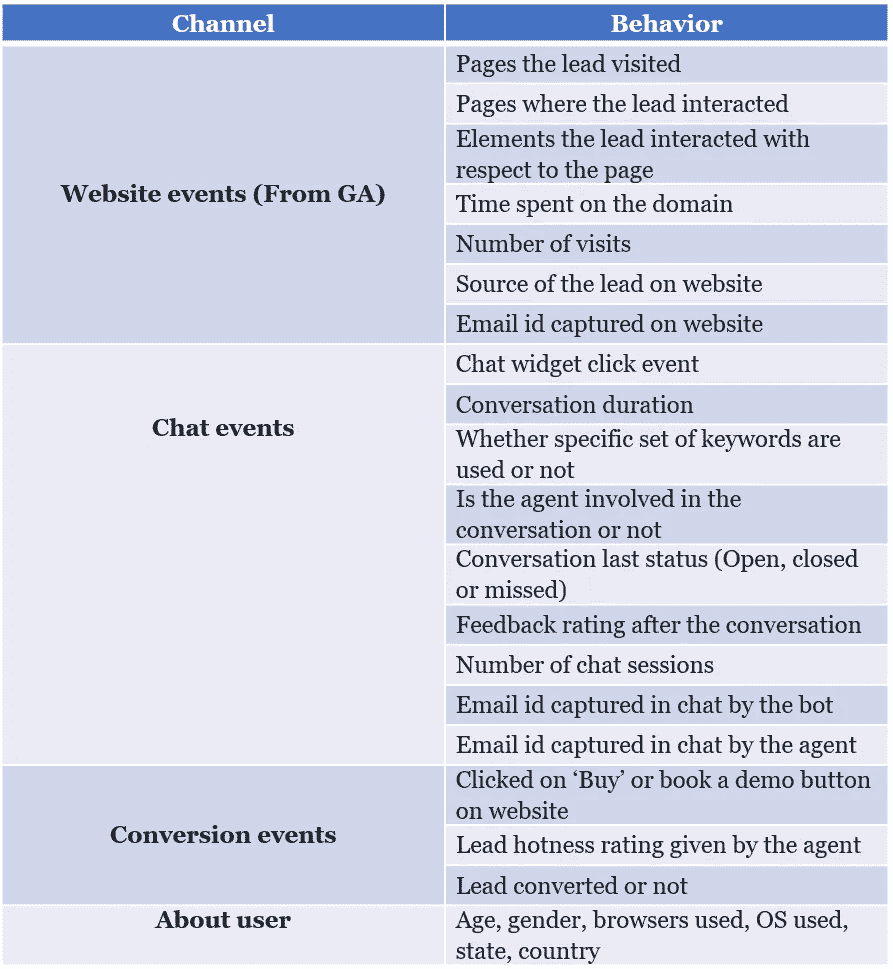 Channel
Behavior
Website events (From GA)
Pages the lead visited
Pages where the lead interacted
Elements the lead interacted with
respect to the page
Time spent on the domain
Number of visits
Source of the lead on website
Email id captured on website
Chat events
Chat widget click event
Conversation duration
Whether specific set of keywords are
used or not
Is the agent involved in the
conversation or not
Conversation last status (Open, closed
or missed)
Feedback rating after the conversation
Number of chat sessions
Email id captured in chat by the bot
Email id captured in chat by the agent
Conversion events
Clicked on ‘Buy’ or book a demo button
on website
Lead hotness rating given by the agent
Lead converted or not
About user
Age, gender, browsers used, OS used,
state, country